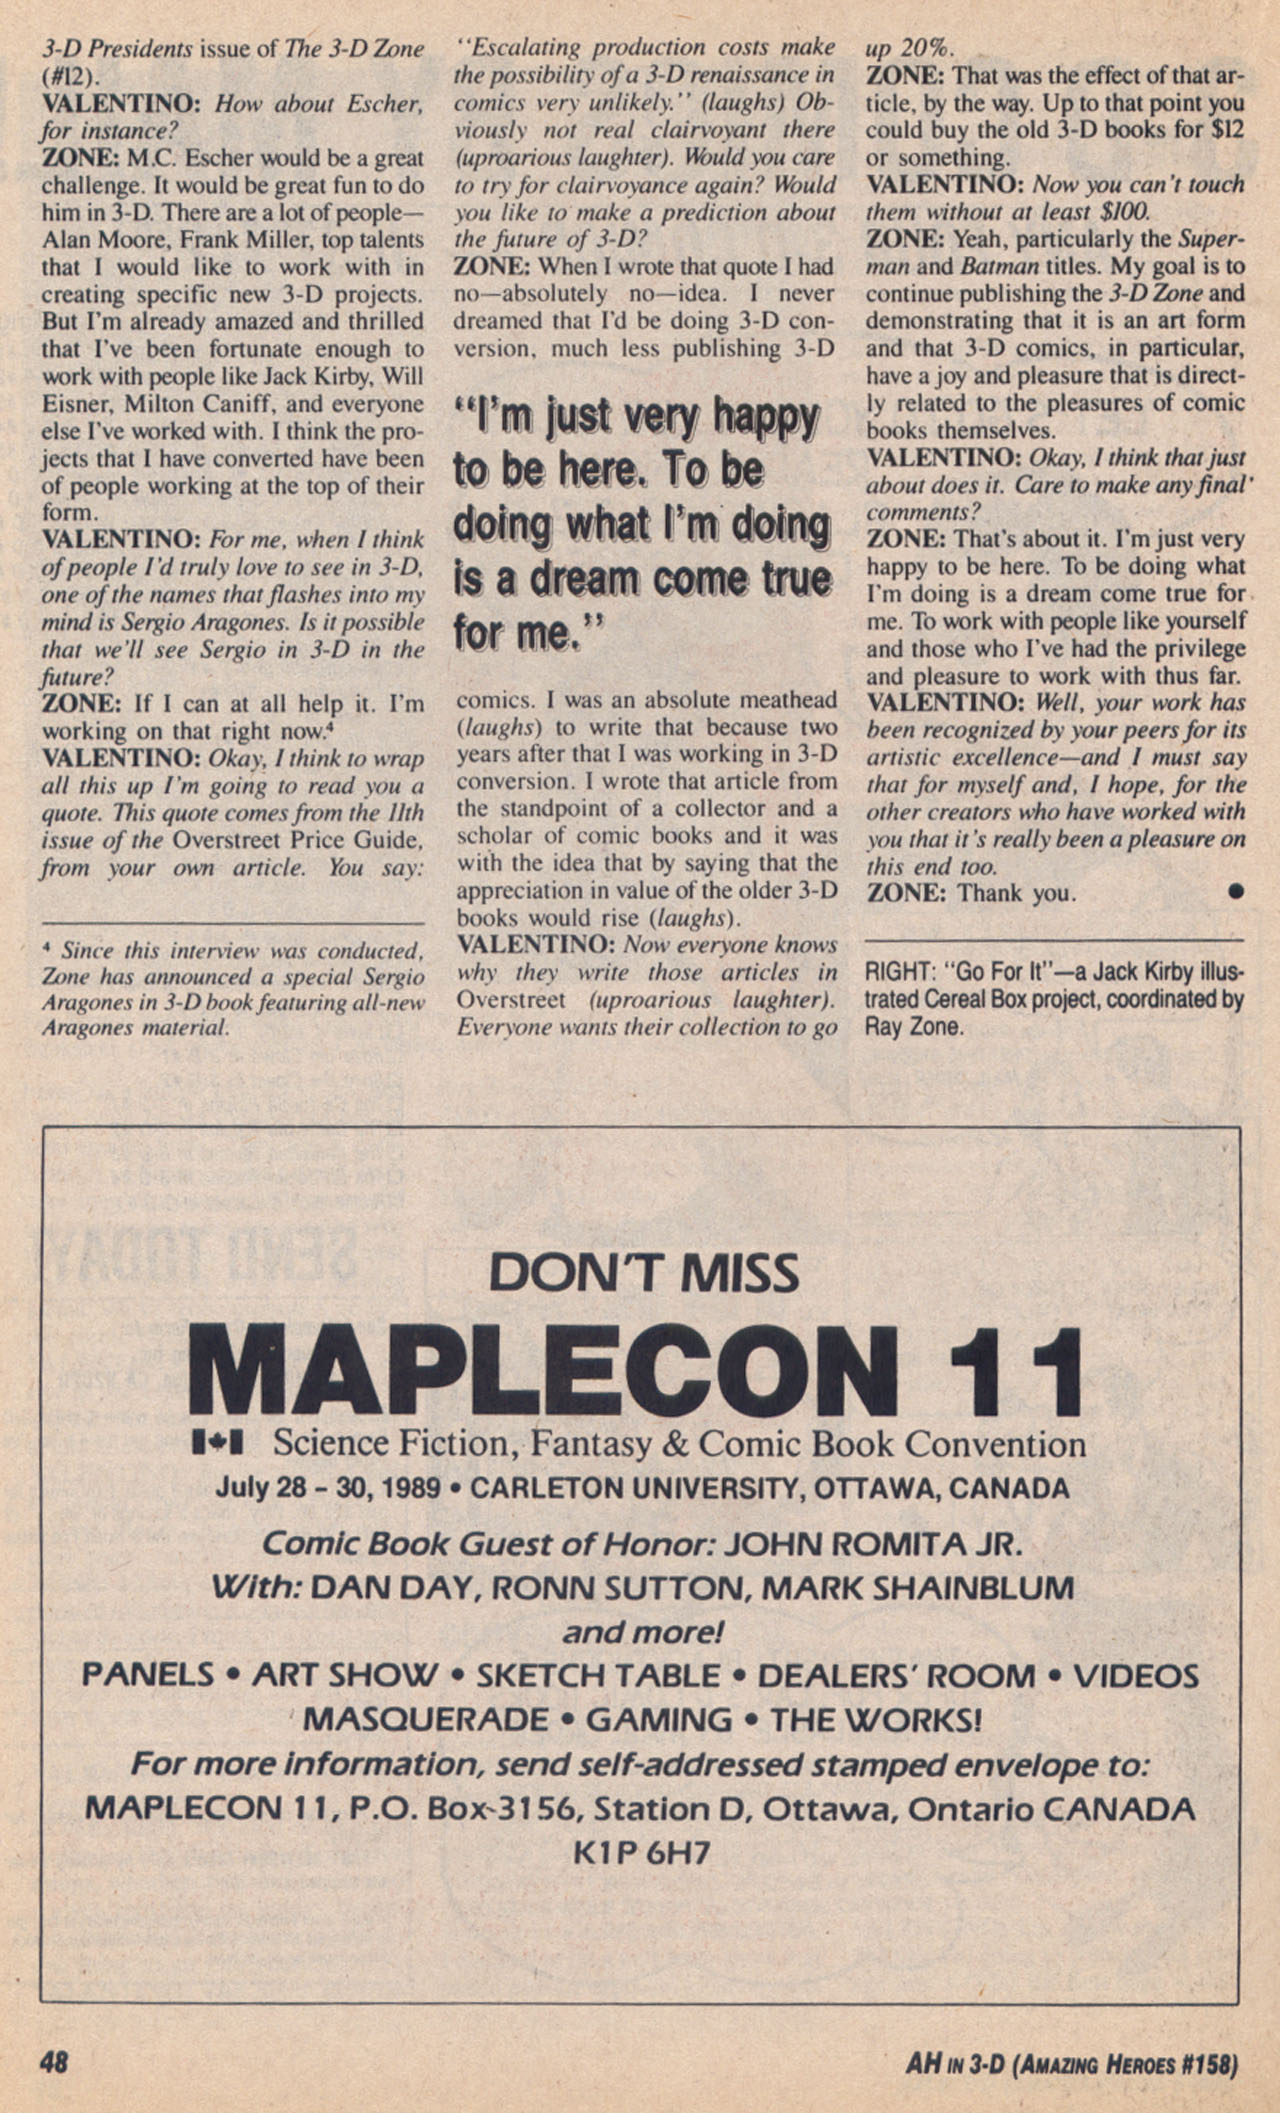 3-D Presidents issue of The 3-D Zone
(#12).
VALENTINO: How about Escher,
for instance?
ZONE: M.C. Escher would be a great
challenge. It would be great fun to do
him in 3-D. There are a lot of people—
Alan Moore, Frank Miller, top talents
that I would like to work with in
creating specific new 3-D projects.
But I'm already amazed and thrilled
that I've been fortunate enough to
work with people like Jack Kirby, Will
Eisner, Milton Caniff, and everyone
else I've worked with. I think the pro-
jects that I have converted have been
of people working at the top of their
form.
VALENTINO: For me, when I think
of people I'd truly love to see in 3-D,
one of the names that flashes into my
mind is Sergio Aragones. Is it possible
that we'll see Sergio in 3-D in the
future?
ZONE: If I can at all help it. I'm
working on that right now.⁴
VALENTINO: Okay, I think to wrap
all this up I'm going to read you a
quote. This quote comes from the 11th
issue of the Overstreet Price Guide,
from your own article. You say:
⁴ Since this interview was conducted,
Zone has announced a special Sergio
Aragones in 3-D book featuring all-new
Aragones material.
"Escalating production costs make
the possibility of a 3-D renaissance in
comics very unlikely." (laughs) Ob-
viously not real clairvoyant there
(uproarious laughter). Would you care
to try for clairvoyance again? Would
you like to make a prediction about
the future of 3-D?
ZONE: When I wrote that quote I had
no—absolutely no—idea. I never
dreamed that I'd be doing 3-D con-
version, much less publishing 3-D
"I'm just very happy
to be here. To be
doing what I'm doing
is a dream come true
for me."
comics. I was an absolute meathead
(laughs) to write that because two
years after that I was working in 3-D
conversion. I wrote that article from
the standpoint of a collector and a
scholar of comic books and it was
with the idea that by saying that the
appreciation in value of the older 3-D
books would rise (laughs).
VALENTINO: Now everyone knows
why they write those articles in
Overstreet (uproarious laughter).
Everyone wants their collection to go
up 20%.
ZONE: That was the effect of that ar-
ticle, by the way. Up to that point you
could buy the old 3-D books for $12
or something.
VALENTINO: Now you can't touch
them without at least $100.
ZONE: Yeah, particularly the Super-
man and Batman titles. My goal is to
continue publishing the 3-D Zone and
demonstrating that it is an art form
and that 3-D comics, in particular,
have a joy and pleasure that is direct-
ly related to the pleasures of comic
books themselves.
VALENTINO: Okay, I think that just
about does it. Care to make any final
comments?
ZONE: That's about it. I'm just very
happy to be here. To be doing what
I'm doing is a dream come true for
me. To work with people like yourself
and those who I've had the privilege
and pleasure to work with thus far.
VALENTINO: Well, your work has
been recognized by your peers for its
artistic excellence—and I must say
that for myself and, I hope, for the
other creators who have worked with
you that it's really been a pleasure on
this end too.
ZONE: Thank you. ●
RIGHT: "Go For It"—a Jack Kirby illus-
trated Cereal Box project, coordinated by
Ray Zone.
DON'T MISS
MAPLECON 11
Science Fiction, Fantasy & Comic Book Convention
July 28 – 30, 1989 • CARLETON UNIVERSITY, OTTAWA, CANADA
Comic Book Guest of Honor: JOHN ROMITA JR.
With: DAN DAY, RONN SUTTON, MARK SHAINBLUM
and more!
PANELS • ART SHOW • SKETCH TABLE • DEALERS' ROOM • VIDEOS
MASQUERADE • GAMING • THE WORKS!
For more information, send self-addressed stamped envelope to:
MAPLECON 11, P.O. Box 3156, Station D, Ottawa, Ontario CANADA
K1P 6H7
48
AH IN 3-D (AMAZING HEROES #158)